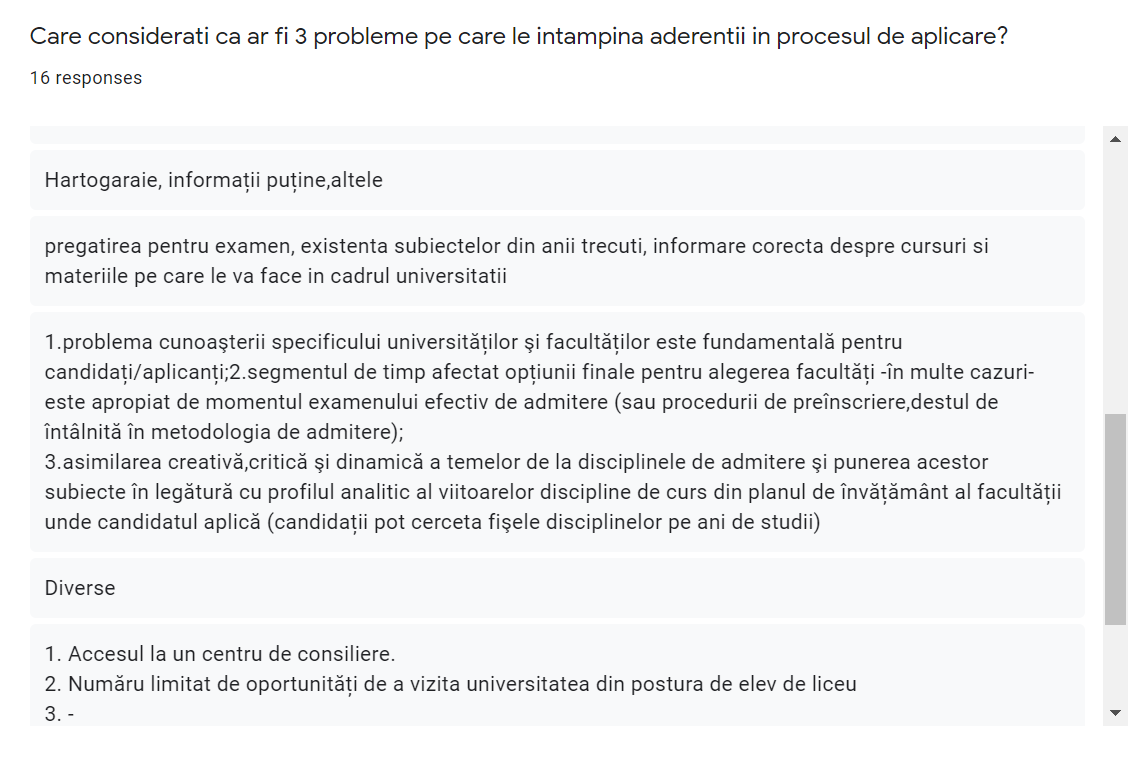 Care considerati ca ar fi 3 probleme pe care le intampina aderentii in procesul de aplicare?
16 responses
Hartogaraie, informații puține,altele
pregatirea pentru examen, existenta subiectelor din anii trecuti, informare corecta despre cursuri si
materiile pe care le va face in cadrul universitatii
1.problema cunoaşterii specificului universităților şi facultăților este fundamentală pentru
candidați/aplicanți;2.segmentul de timp afectat opțiunii finale pentru alegerea facultăți -în multe cazuri-
este apropiat de momentul examenului efectiv de admitere (sau procedurii de preînscriere,destul de
întâlnită în metodologia de admitere);
3.asimilarea creativă,critică şi dinamică a temelor de la disciplinele de admitere şi punerea acestor
subiecte în legătură cu profilul analitic al viitoarelor discipline de curs din planul de învățământ al facultății
unde candidatul aplică (candidații pot cerceta fişele disciplinelor pe ani de studii)
Diverse
1. Accesul la un centru de consiliere.
2. Număru limitat de oportunități de a vizita universitatea din postura de elev de liceu
3. -